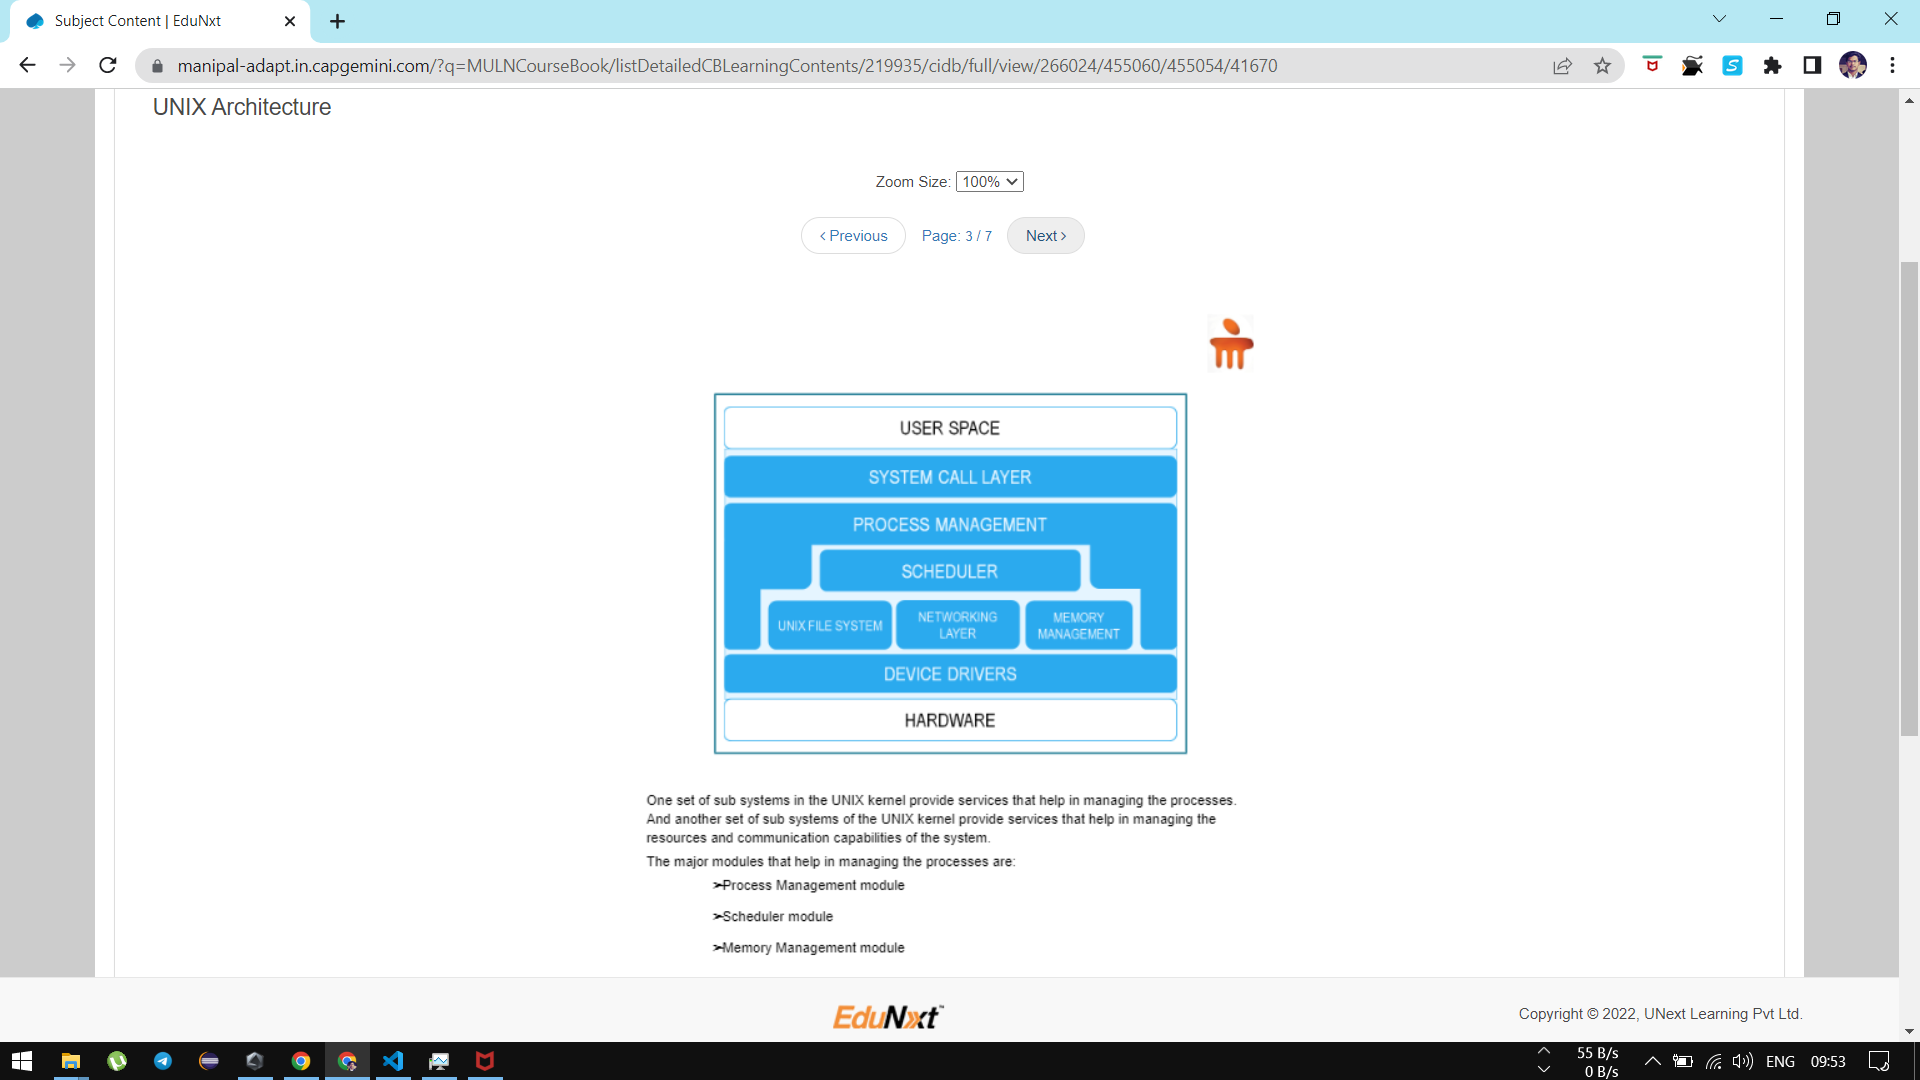 Subject Content | EduNxt
manipal-adapt.in.capgemini.com/?q=MULNCourseBook/listDetailedCBLearningContents/219935/cidb/full/view/266024/455060/455054/41670
UNIX Architecture
Zoom Size: 100%
‹ Previous Page: 3 / 7 Next ›
USER SPACE
SYSTEM CALL LAYER
PROCESS MANAGEMENT
SCHEDULER
UNIX FILE SYSTEM
NETWORKING
LAYER
MEMORY
MANAGEMENT
DEVICE DRIVERS
HARDWARE
One set of sub systems in the UNIX kernel provide services that help in managing the processes.
And another set of sub systems of the UNIX kernel provide services that help in managing the
resources and communication capabilities of the system.
The major modules that help in managing the processes are:
➢Process Management module
➢Scheduler module
➢Memory Management module
EduNxt™
Copyright © 2022, UNext Learning Pvt Ltd.
55 B/s
0 B/s
ENG 09:53